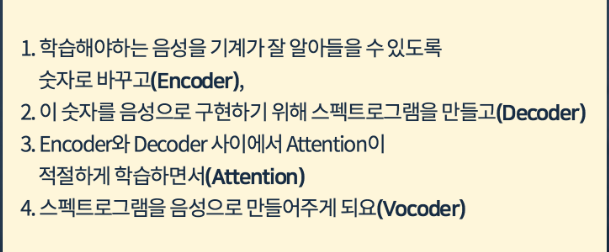 1. 학습해야하는 음성을 기계가 잘 알아들을 수 있도록
숫자로 바꾸고(Encoder),
2. 이 숫자를 음성으로 구현하기 위해 스펙트로그램을 만들고(Decoder)
3. Encoder와 Decoder 사이에서 Attention이
적절하게 학습하면서(Attention)
4. 스펙트로그램을 음성으로 만들어주게 되요(Vocoder)